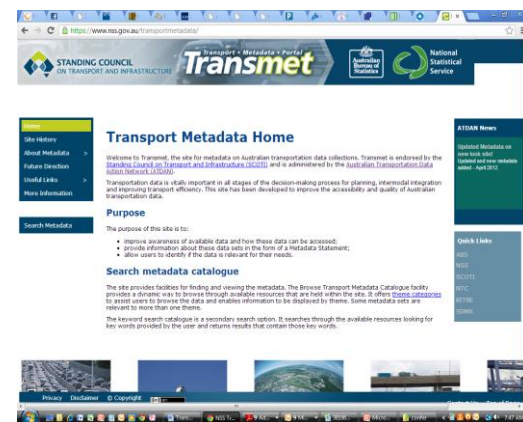 https://www.nss.gov.au/transportmetadata/
STANDING COUNCIL
ON TRANSPORT AND INFRASTRUCTURE
Transport • Metadata • Portal
Transmet
Australian
Bureau of
Statistics
National
Statistical
Service
Home
Site History
About Metadata >
Future Direction
Useful Links >
More Information
Search Metadata
Transport Metadata Home
Welcome to Transmet, the site for metadata on Australian transportation data collections. Transmet is endorsed by the
Standing Council on Transport and Infrastructure (SCOTI) and is administered by the Australian Transportation Data
Action Network (ATDAN).
Transportation data is vitally important in all stages of the decision-making process for planning, intermodal integration
and improving transport efficiency. This site has been developed to improve the accessibility and quality of Australian
transportation data.
Purpose
The purpose of this site is to:
• improve awareness of available data and how these data can be accessed;
• provide information about these data sets in the form of a Metadata Statement;
• allow users to identify if the data is relevant for their needs.
Search metadata catalogue
The site provides facilities for finding and viewing the metadata. The Browse Transport Metadata Catalogue facility
provides a dynamic way to browse through available resources that are held within the site. It offers theme categories
to assist users to browse the data and enables information to be displayed by theme. Some metadata sets are
relevant to more than one theme.
The keyword search catalogue is a secondary search option. It searches through the available resources looking for
key words provided by the user and returns results that contain those key words.
ATDAN News
Updated Metadata on
new look site!
Updated and new metadata
added - April 2012.
Quick Links
ABS
NSS
SCOTI
NTC
BITRE
SDMX
Privacy Disclaimer © Copyright
7:47 AM